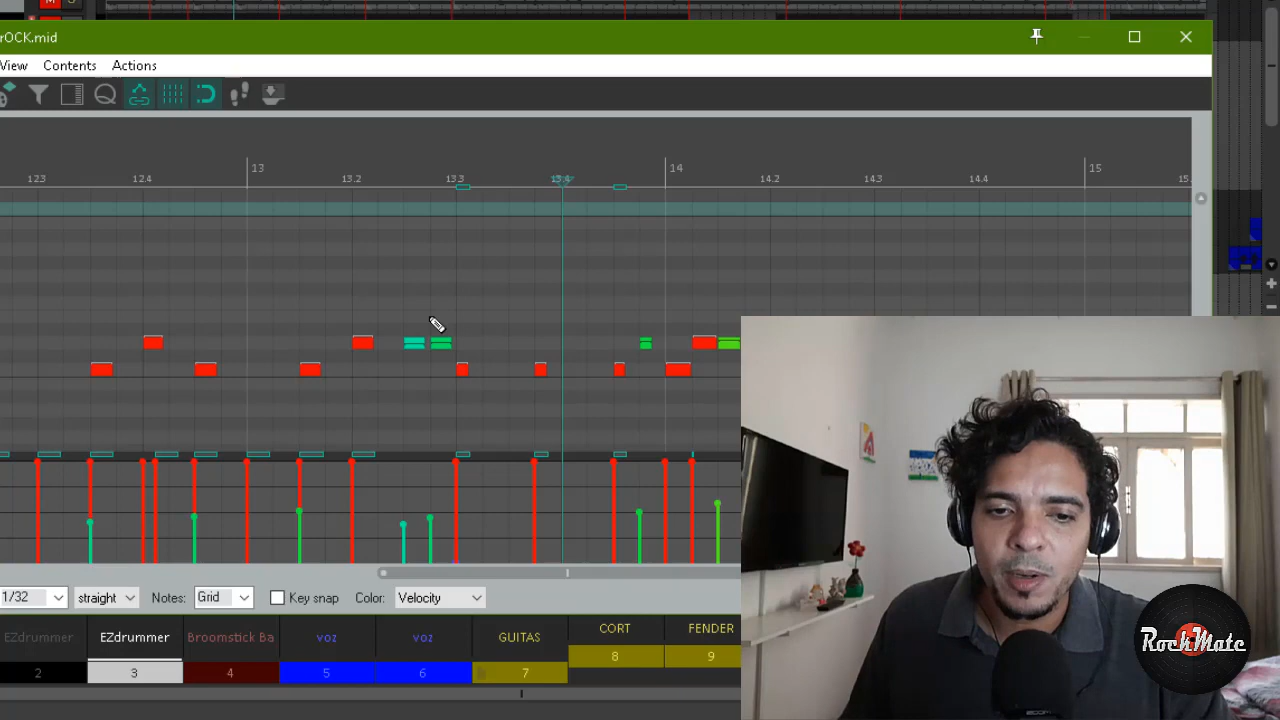 rOCK.mid
View Contents Actions
13 14 15
123 12.4 13.2 13.3 13.4 14.2 143 14.4 15.
1/32 straight Notes: Grid Key snap Color: Velocity
EZdrummer EZdrummer Broomstick Ba voz voz GUITAS CORT FENDER
2 3 4 5 6 7 8 9
RockMate
zoom